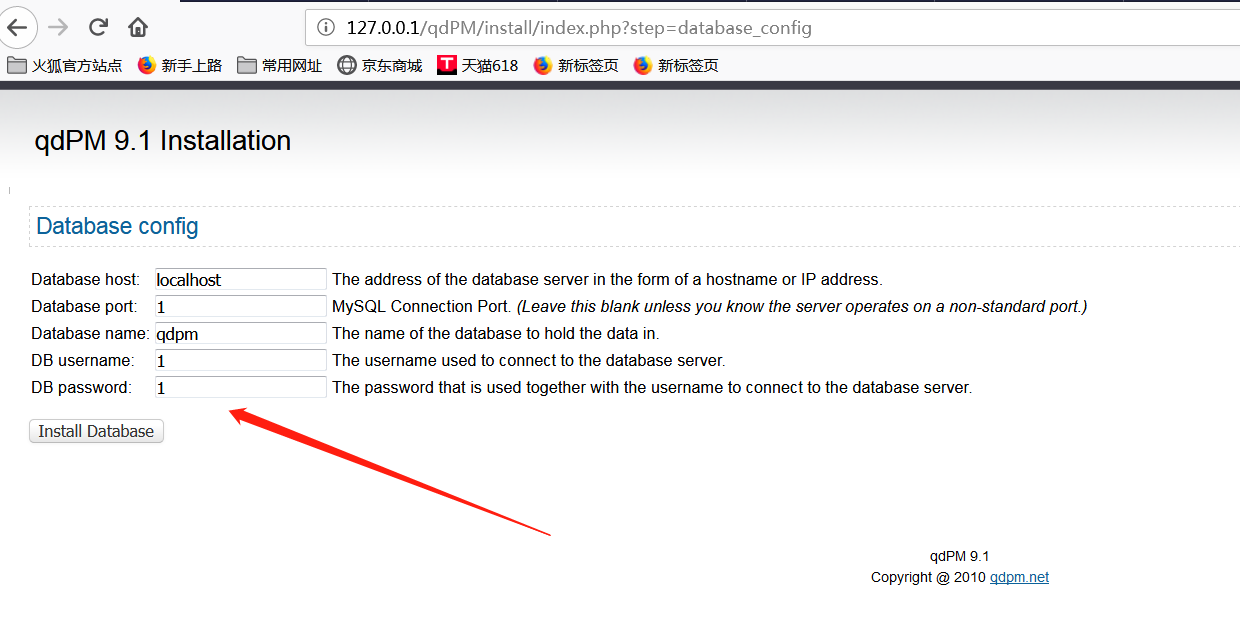 127.0.0.1/qdPM/install/index.php?step=database_config
火狐官方站点 新手上路 常用网址 京东商城 T 天猫618 新标签页 新标签页
qdPM 9.1 Installation
Database config
Database host: localhost The address of the database server in the form of a hostname or IP address.
Database port: 1 MySQL Connection Port. (Leave this blank unless you know the server operates on a non-standard port.)
Database name: qdpm The name of the database to hold the data in.
DB username: 1 The username used to connect to the database server.
DB password: 1 The password that is used together with the username to connect to the database server.
Install Database
qdPM 9.1
Copyright @ 2010 qdpm.net